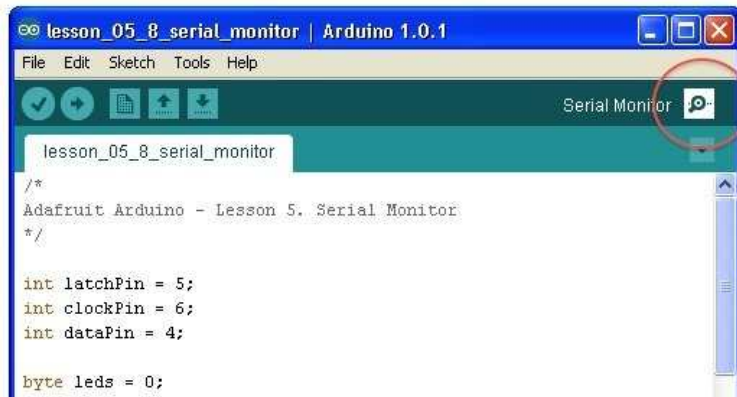 lesson_05_8_serial_monitor | Arduino 1.0.1
File Edit Sketch Tools Help
Serial Monitor
lesson_05_8_serial_monitor
/*
Adafruit Arduino - Lesson 5. Serial Monitor
*/
int latchPin = 5;
int clockPin = 6;
int dataPin = 4;
byte leds = 0;